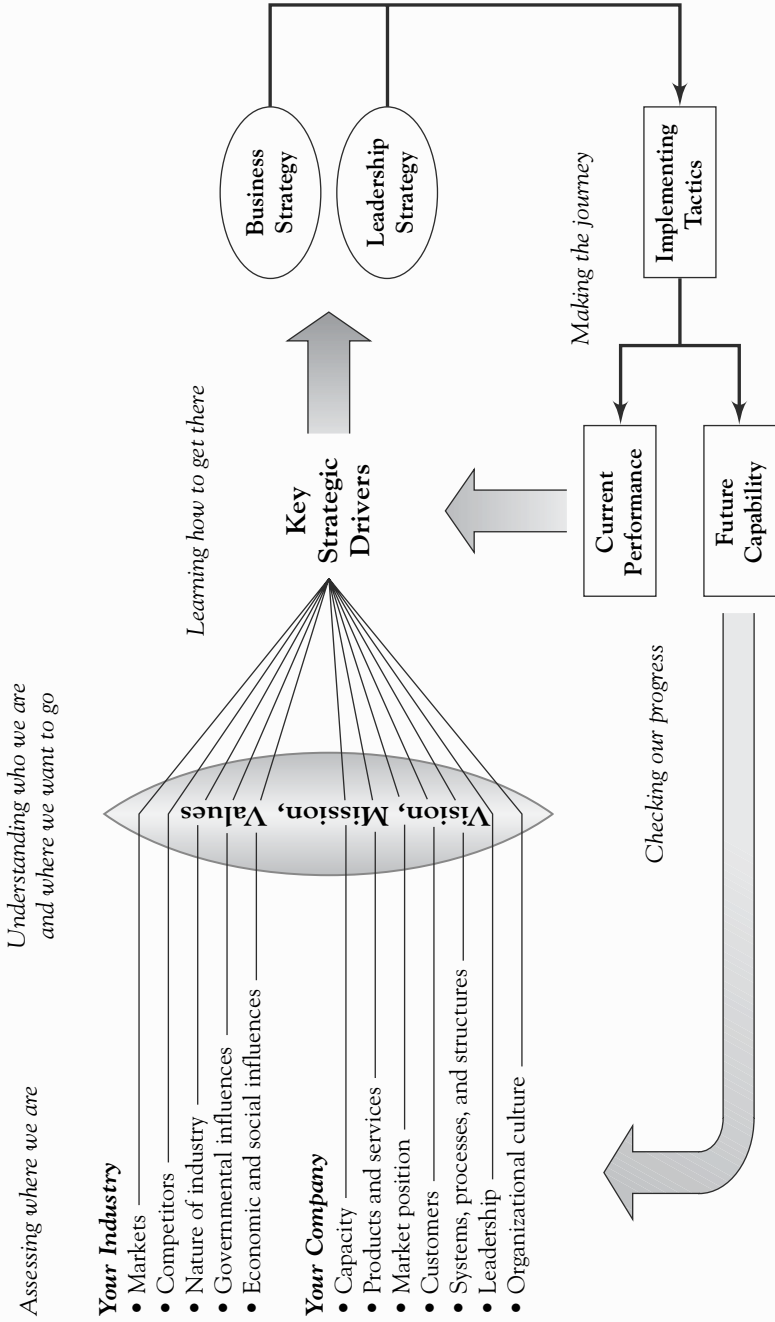 Assessing where we are
Understanding who we are
and where we want to go
Your Industry
• Markets
• Competitors
• Nature of industry
• Governmental influences
• Economic and social influences
Your Company
• Capacity
• Products and services
• Market position
• Customers
• Systems, processes, and structures
• Leadership
• Organizational culture
Vision, Mission, Values
Learning how to get there
Key
Strategic
Drivers
Business
Strategy
Leadership
Strategy
Making the journey
Implementing
Tactics
Current
Performance
Future
Capability
Checking our progress